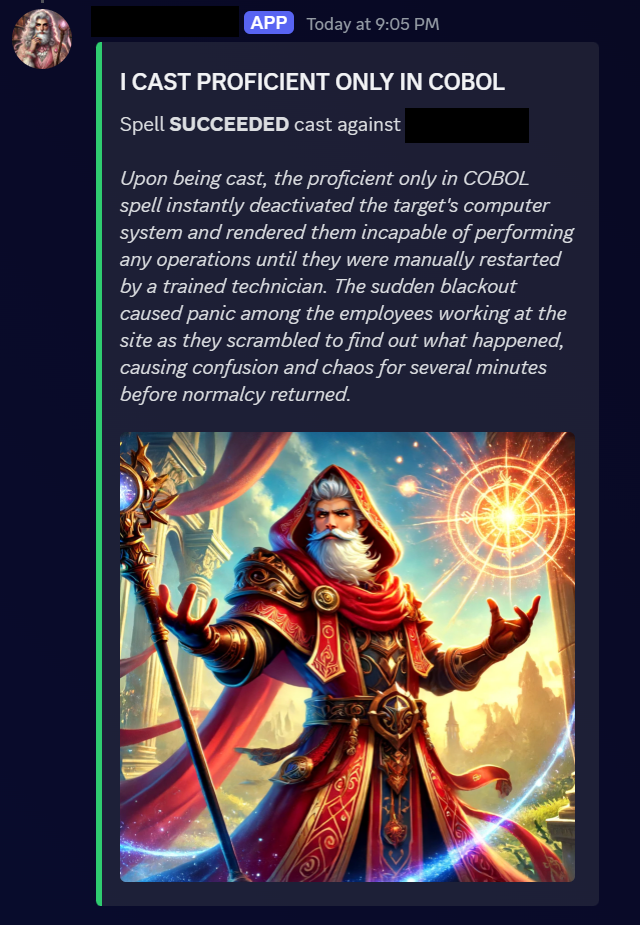 APP Today at 9:05 PM
I CAST PROFICIENT ONLY IN COBOL
Spell SUCCEEDED cast against
Upon being cast, the proficient only in COBOL
spell instantly deactivated the target's computer
system and rendered them incapable of performing
any operations until they were manually restarted
by a trained technician. The sudden blackout
caused panic among the employees working at the
site as they scrambled to find out what happened,
causing confusion and chaos for several minutes
before normalcy returned.